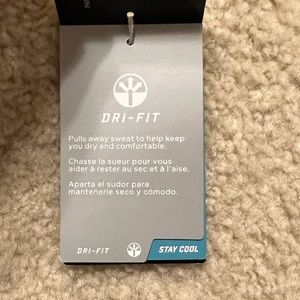 DRI-FIT
Pulls away sweat to help keep
you dry and comfortable.
Chasse la sueur pour vous
aider à rester au sec et à l'aise.
Aparta el sudor para
mantenerle seco y cómodo.
DRI-FIT
STAY COOL